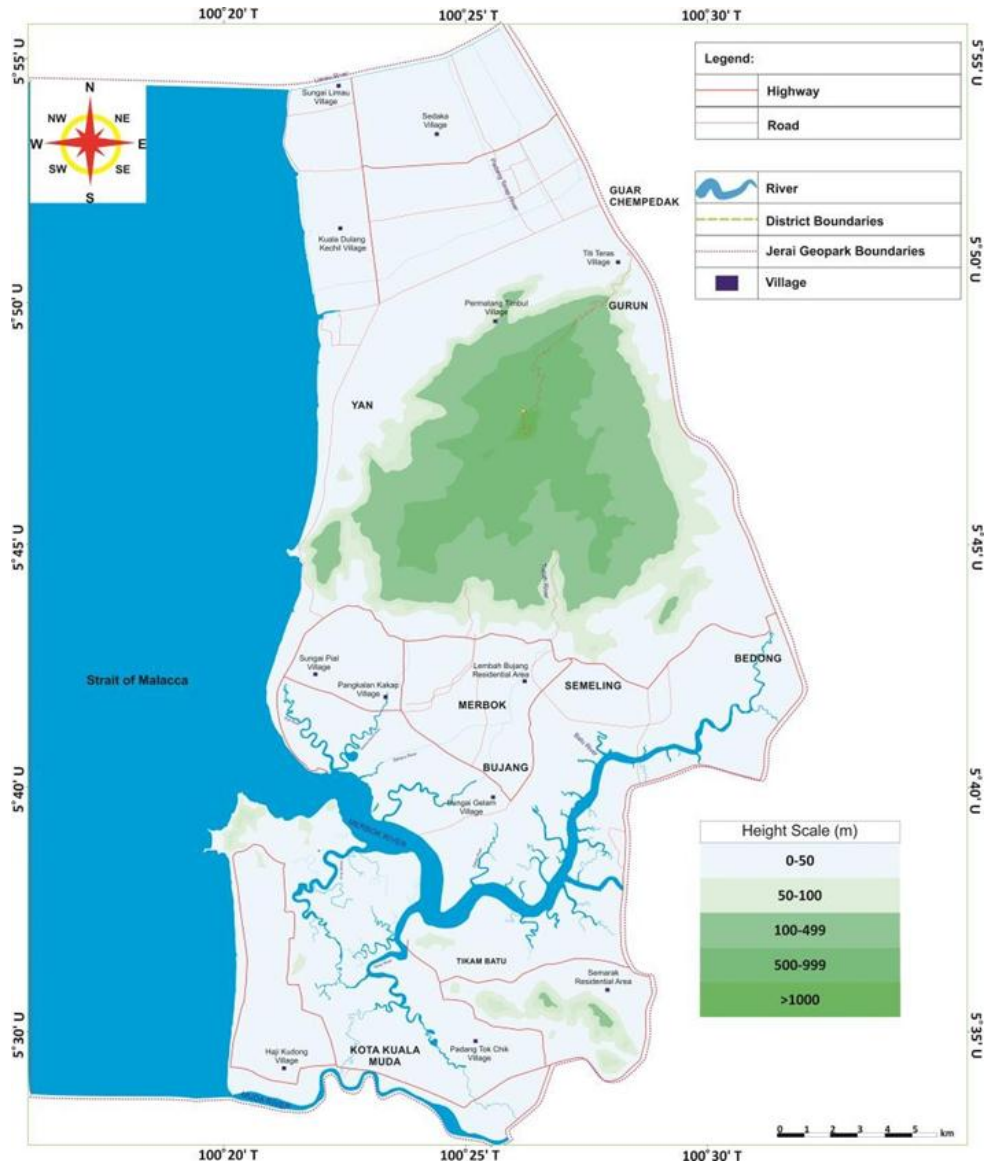 100°20' T
100°25' T
100°30' T
5°55' U
5°55' U
N
NW
NE
W
E
SW
SE
S
Legend:
Highway
Road
River
District Boundaries
Jerai Geopark Boundaries
Village
Sungai Limau
Village
Sedaka
Village
GUAR
CHEMPEDAK
Kuala Dulang
Kechil Village
Titi Teras
Village
5°50' U
5°50' U
Permatang Timbul
Village
GURUN
YAN
5°45' U
5°45' U
Strait of Malacca
Sungai Pial
Village
Pangkalan Kakap
Village
Lembah Bujang
Residential Area
MERBOK
SEMELING
BEDONG
Batu River
BUJANG
5°40' U
5°40' U
Village
MERBOK RIVER
Height Scale (m)
0-50
50-100
100-499
500-999
>1000
TIKAM BATU
Semarak
Residential Area
5°30' U
5°35' U
Haji Kudong
Village
KOTA KUALA
MUDA
Padang Tok Chik
Village
MUDA RIVER
0 1 2 3 4 5 km
100°20' T
100°25' T
100°30' T